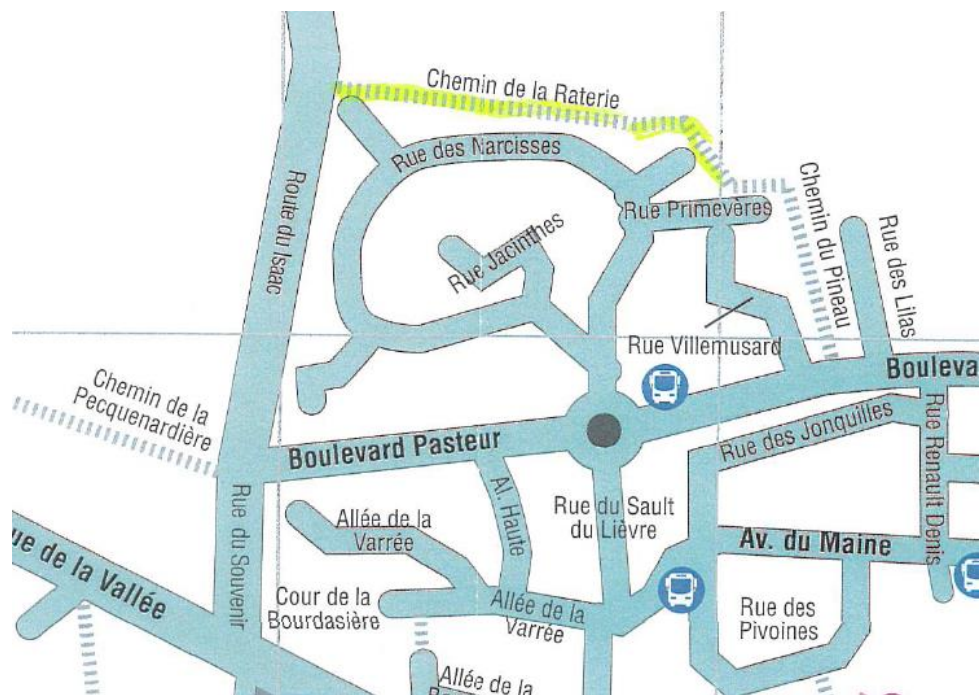 Chemin de la Raterie
Rue des Narcisses
Route du Isaac
Rue Jacinthes
Rue Primevères
Chemin du Pineau
Rue des Lilas
Rue Villemusard
Chemin de la
Pecquenardière
Boulevard Pasteur
Bouleva
Rue des Jonquilles
Rue Renault Denis
Al. Haute
Rue du Sault
du Lièvre
Allée de la
Varrée
Av. du Maine
ue de la Vallée
Rue du Souvenir
Cour de la
Bourdasière
Allée de la
Varrée
Rue des
Pivoines
Allée de la